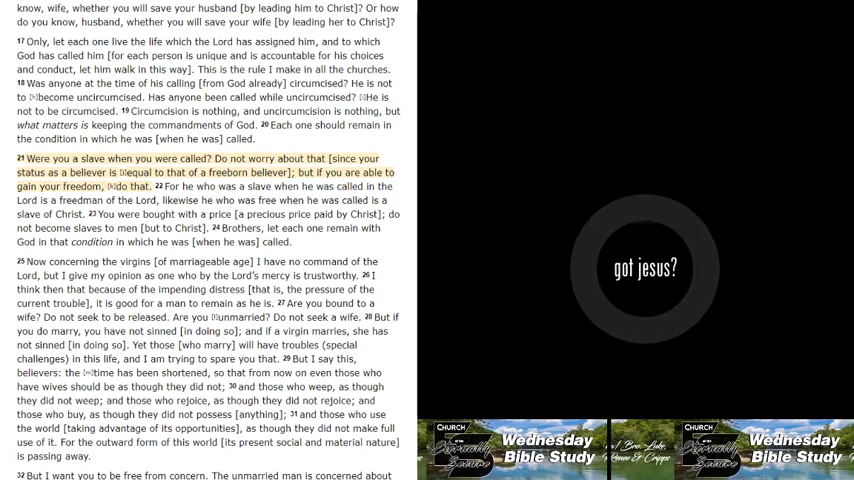 know, wife, whether you will save your husband [by leading him to Christ]? Or how
do you know, husband, whether you will save your wife [by leading her to Christ]?
17 Only, let each one live the life which the Lord has assigned him, and to which
God has called him [for each person is unique and is accountable for his choices
and conduct, let him walk in this way]. This is the rule I make in all the churches.
18 Was anyone at the time of his calling [from God already] circumcised? He is not
to [h]become uncircumcised. Has anyone been called while uncircumcised? [i]He is
not to be circumcised. 19 Circumcision is nothing, and uncircumcision is nothing, but
what matters is keeping the commandments of God. 20 Each one should remain in
the condition in which he was [when he was] called.
21 Were you a slave when you were called? Do not worry about that [since your
status as a believer is [j]equal to that of a freeborn believer]; but if you are able to
gain your freedom, [k]do that. 22 For he who was a slave when he was called in the
Lord is a freedman of the Lord, likewise he who was free when he was called is a
slave of Christ. 23 You were bought with a price [a precious price paid by Christ]; do
not become slaves to men [but to Christ]. 24 Brothers, let each one remain with
God in that condition in which he was [when he was] called.
25 Now concerning the virgins [of marriageable age] I have no command of the
Lord, but I give my opinion as one who by the Lord's mercy is trustworthy. 26 I
think then that because of the impending distress [that is, the pressure of the
current trouble], it is good for a man to remain as he is. 27 Are you bound to a
wife? Do not seek to be released. Are you [l]unmarried? Do not seek a wife. 28 But if
you do marry, you have not sinned [in doing so]; and if a virgin marries, she has
not sinned [in doing so]. Yet those [who marry] will have troubles (special
challenges) in this life, and I am trying to spare you that. 29 But I say this,
believers: the [m]time has been shortened, so that from now on even those who
have wives should be as though they did not; 30 and those who weep, as though
they did not weep; and those who rejoice, as though they did not rejoice; and
those who buy, as though they did not possess [anything]; 31 and those who use
the world [taking advantage of its opportunities], as though they did not make full
use of it. For the outward form of this world [its present social and material nature]
is passing away.
32 But I want you to be free from concern. The unmarried man is concerned about
got jesus?
CHURCH
of the
Eternally
Secure
Wednesday
Bible Study
Bro. Luke,
Renee & Cripps
CHURCH
of the
Eternally
Secure
Wednesday
Bible Study